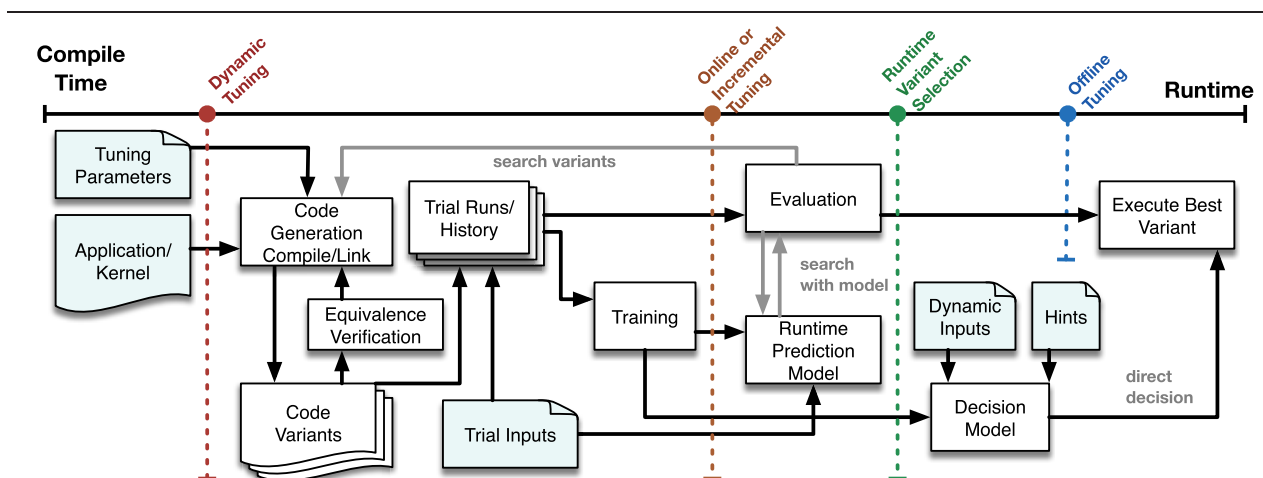 Compile
Time
Dynamic
Tuning
Online or
Incremental
Tuning
Runtime
Variant
Selection
Offline
Tuning
Runtime
Tuning
Parameters
search variants
Application/
Kernel
Code
Generation
Compile/Link
Trial Runs/
History
Evaluation
Execute Best
Variant
search
with model
Equivalence
Verification
Training
Runtime
Prediction
Model
Dynamic
Inputs
Hints
Code
Variants
Trial Inputs
Decision
Model
direct
decision